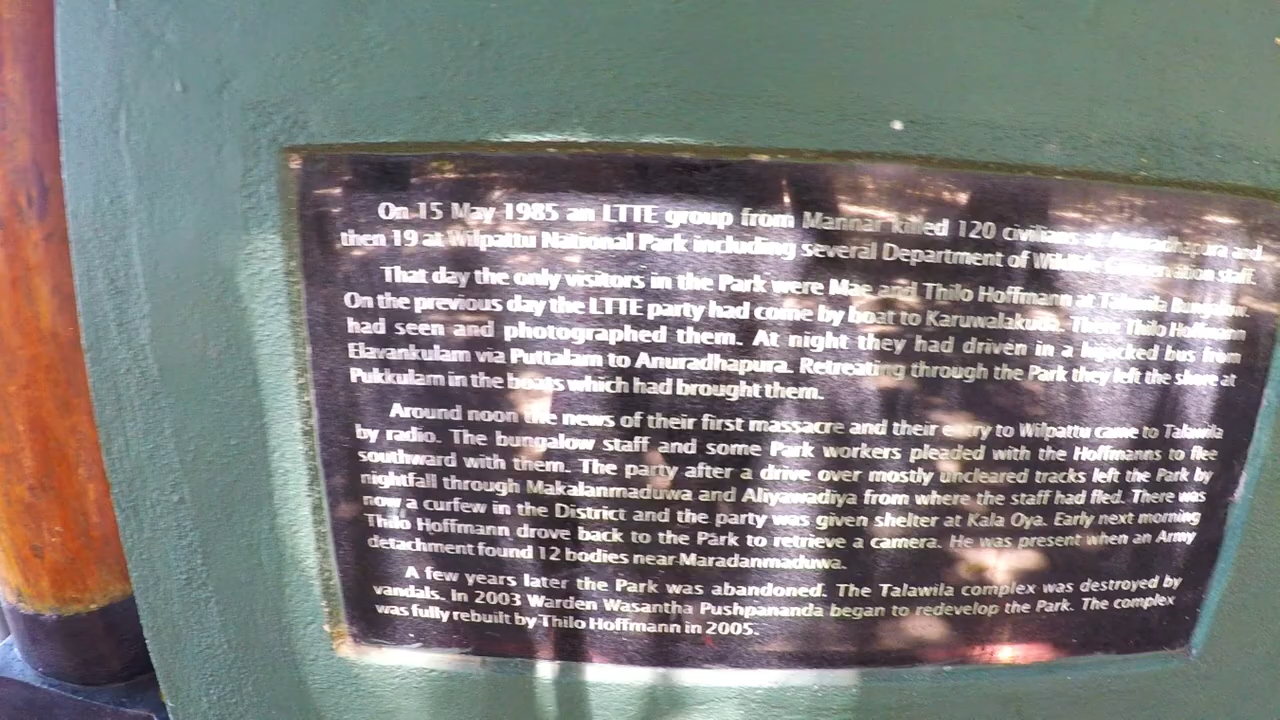 On 15 May 1985 an LTTE group from Mannar killed 120 civilians at Anuradhapura and
then 19 at Wilpattu National Park including several Department of Wildlife Conservation staff.
That day the only visitors in the Park were Mae and Thilo Hoffmann at Talawila Bungalow.
On the previous day the LTTE party had come by boat to Karuwalakuda. There Thilo Hoffmann
had seen and photographed them. At night they had driven in a hijacked bus from
Elavankulam via Puttalam to Anuradhapura. Retreating through the Park they left the shore at
Pukkulam in the boats which had brought them.
Around noon the news of their first massacre and their entry to Wilpattu came to Talawila
by radio. The bungalow staff and some Park workers pleaded with the Hoffmanns to flee
southward with them. The party after a drive over mostly uncleared tracks left the Park by
nightfall through Makalanmaduwa and Aliyawadiya from where the staff had fled. There was
now a curfew in the District and the party was given shelter at Kala Oya. Early next morning
Thilo Hoffmann drove back to the Park to retrieve a camera. He was present when an Army
detachment found 12 bodies near Maradanmaduwa.
A few years later the Park was abandoned. The Talawila complex was destroyed by
vandals. In 2003 Warden Wasantha Pushpananda began to redevelop the Park. The complex
was fully rebuilt by Thilo Hoffmann in 2005.